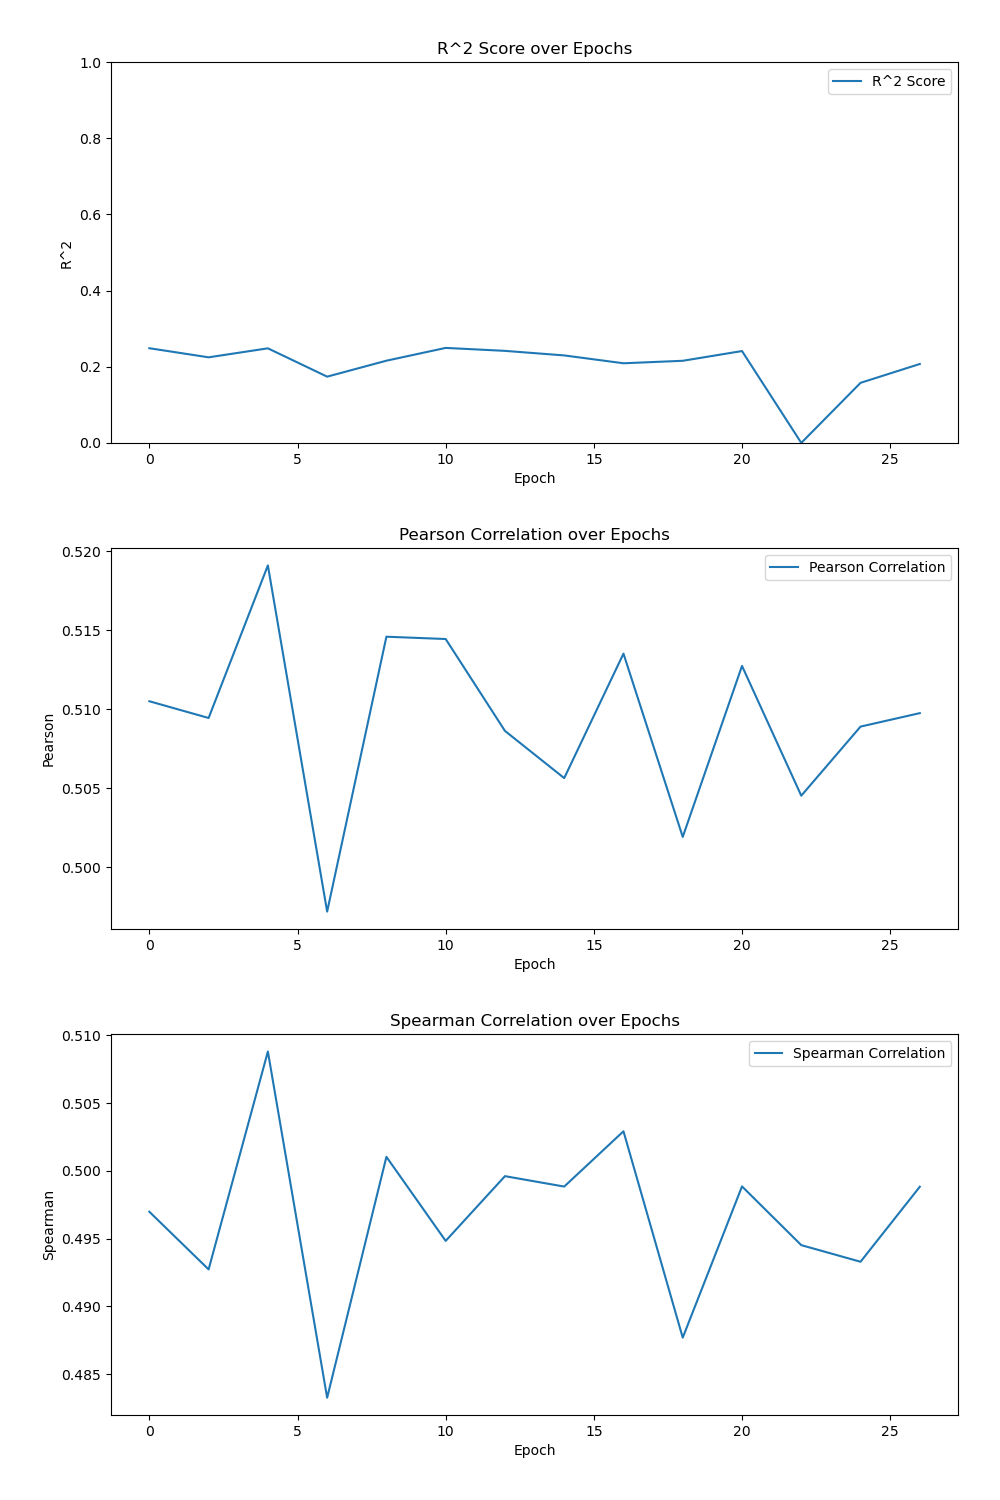 R^2 Score over Epochs
1.0
R^2 Score
0.8
0.6
R^2
0.4
0.2
0.0
0 5 10 15 20 25
Epoch
Pearson Correlation over Epochs
0.520
Pearson Correlation
0.515
0.510
Pearson
0.505
0.500
0 5 10 15 20 25
Epoch
Spearman Correlation over Epochs
0.510
Spearman Correlation
0.505
0.500
0.495
Spearman
0.490
0.485
0 5 10 15 20 25
Epoch